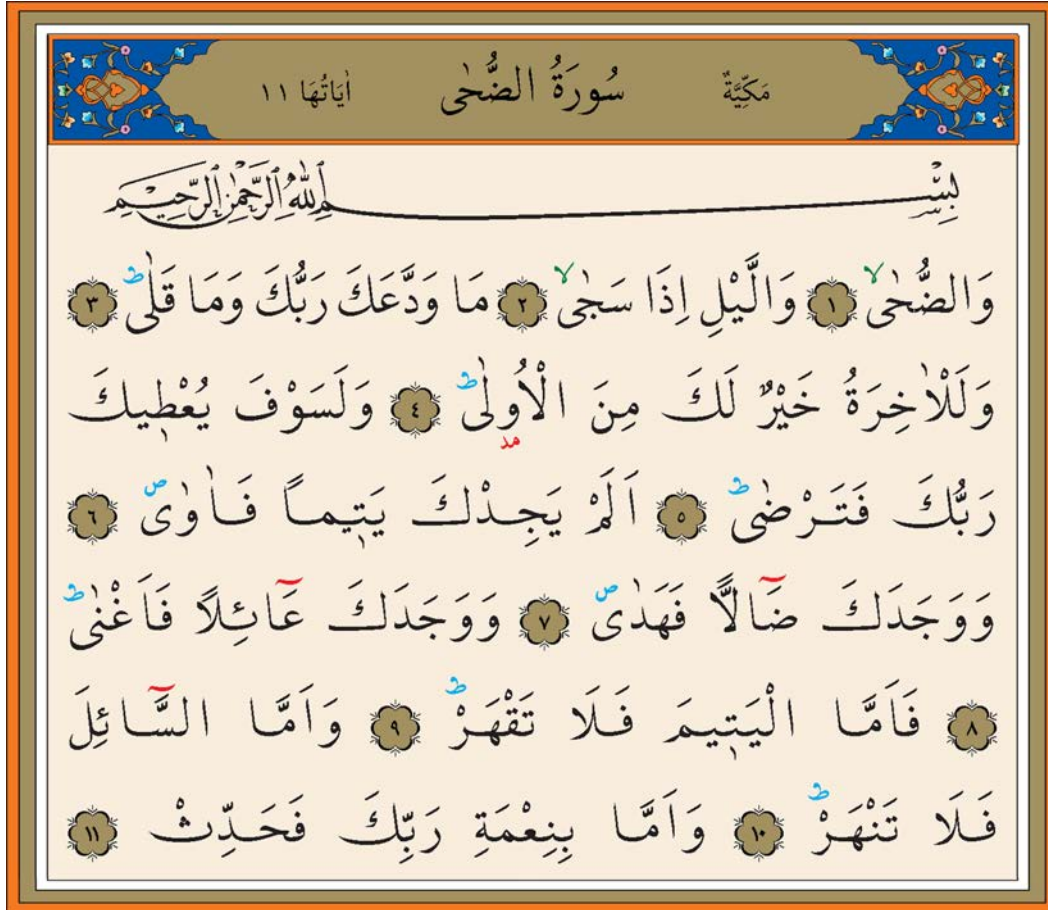 مَكِّيَّةٌ سُورَةُ الضُّحٰى اٰيَاتُهَا ١١
بِسْمِ اللّٰهِ الرَّحْمٰنِ الرَّحِيمِ
وَالضُّحٰىۙ ﴿١﴾ وَالَّيْلِ اِذَا سَجٰىۙ ﴿٢﴾ مَا وَدَّعَكَ رَبُّكَ وَمَا قَلٰىؕ ﴿٣﴾
وَلَلْاٰخِرَةُ خَيْرٌ لَكَ مِنَ الْاُو۫لٰىؕ ﴿٤﴾ وَلَسَوْفَ يُعْطٖيكَ
رَبُّكَ فَتَرْضٰىؕ ﴿٥﴾ اَلَمْ يَجِدْكَ يَتٖيماً فَاٰوٰىࣕ ﴿٦﴾
وَوَجَدَكَ ضَٓالًّا فَهَدٰىࣕ ﴿٧﴾ وَوَجَدَكَ عَٓائِلًا فَاَغْنٰىؕ
﴿٨﴾ فَاَمَّا الْيَتٖيمَ فَلَا تَقْهَرْؕ ﴿٩﴾ وَاَمَّا السَّٓائِلَ
فَلَا تَنْهَرْؕ ﴿١٠﴾ وَاَمَّا بِنِعْمَةِ رَبِّكَ فَحَدِّثْ ﴿١١﴾